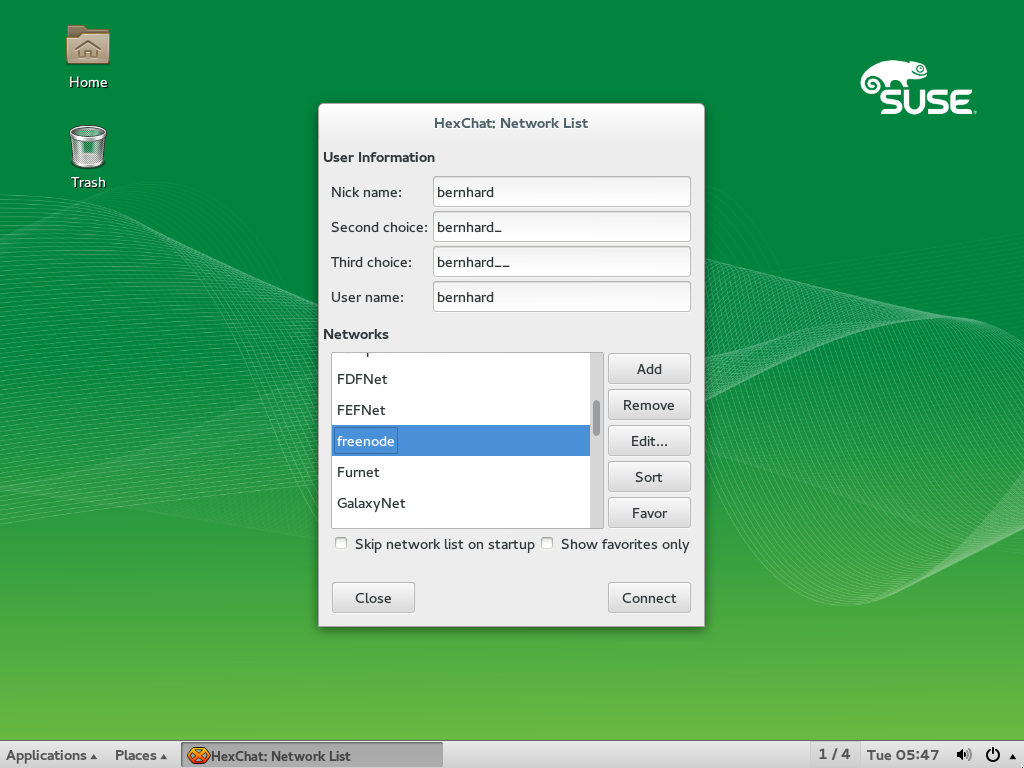 Home
Trash
SUSE
HexChat: Network List
User Information
Nick name: bernhard
Second choice: bernhard_
Third choice: bernhard__
User name: bernhard
Networks
FDFNet
FEFNet
freenode
Furnet
GalaxyNet
Add
Remove
Edit...
Sort
Favor
Skip network list on startup Show favorites only
Close Connect
Applications Places HexChat: Network List 1 / 4 Tue 05:47